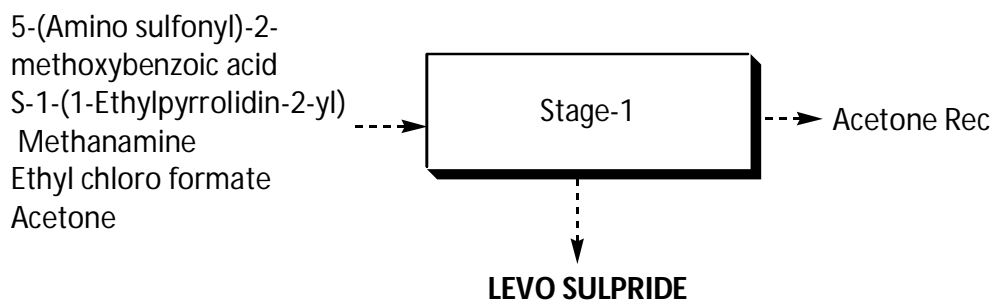 5-(Amino sulfonyl)-2-
methoxybenzoic acid
S-1-(1-Ethylpyrrolidin-2-yl)
Methanamine
Ethyl chloro formate
Acetone
Stage-1
Acetone Rec
LEVO SULPRIDE